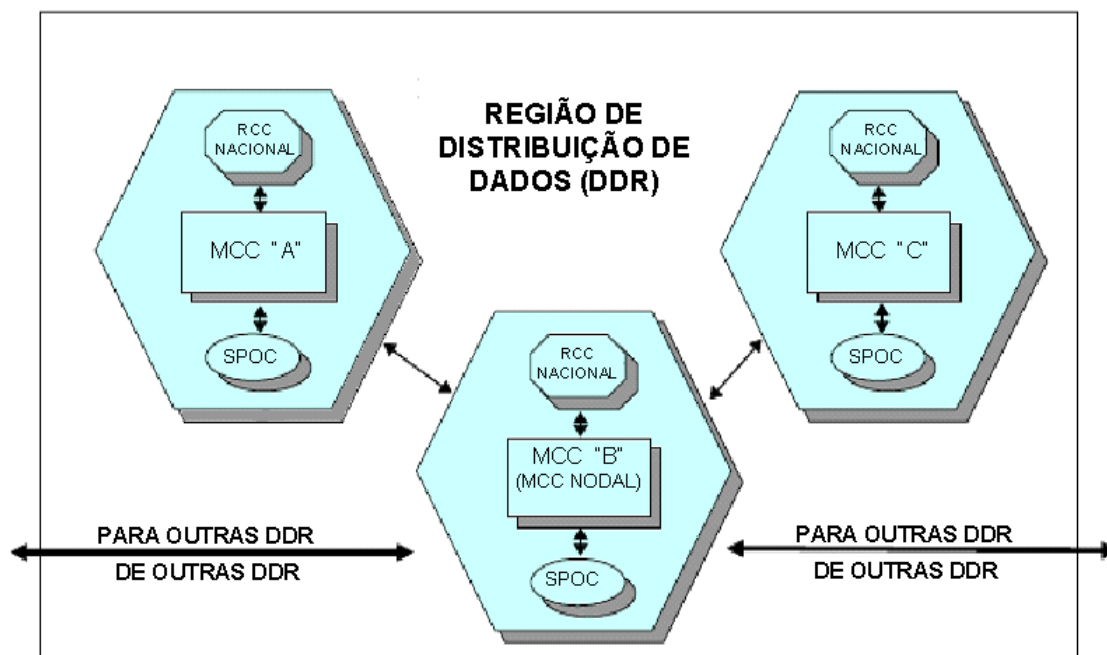 REGIÃO DE
DISTRIBUIÇÃO DE
DADOS (DDR)
RCC
NACIONAL
MCC "A"
SPOC
RCC
NACIONAL
MCC "C"
SPOC
RCC
NACIONAL
MCC "B"
(MCC NODAL)
SPOC
PARA OUTRAS DDR
DE OUTRAS DDR
PARA OUTRAS DDR
DE OUTRAS DDR